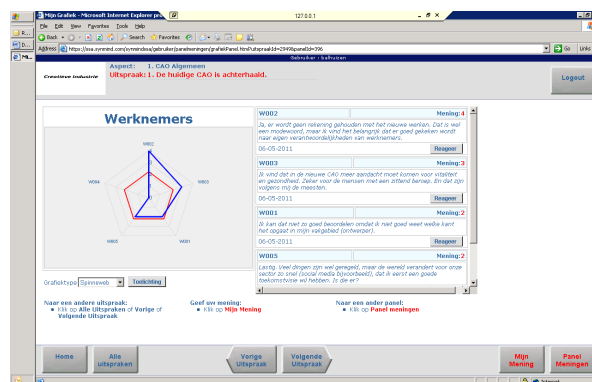 Mijn Grafiek - Microsoft Internet Explorer pro
127.0.0.1
File Edit View Favorites Tools Help
Back
Search
Favorites
Address
https://ssa.synmind.com/synmindssa/gebruiker/panelmeningen/grafiekPanel.html?uitspraakId=2949&panelId=396
Go
Links
Gebruiker : balhuizen
Creatieve Industrie
Aspect: 1. CAO Algemeen
Uitspraak: 1. De huidige CAO is achterhaald.
Logout
Werknemers
W002
W004
W003
W005
W001
W002
Mening:4
Ja, er wordt geen rekening gehouden met het nieuwe werken. Dat is wel
een modewoord, maar ik vind het belangrijk dat er goed gekeken wordt
naar eigen verantwoordelijkheden van werknemers.
06-05-2011
Reageer
W003
Mening:3
Ik vind dat in de nieuwe CAO meer aandacht moet komen voor vitaliteit
en gezondheid. Zeker voor de mensen met een zittend beroep. En dat zijn
volgens mij de meesten.
06-05-2011
Reageer
W001
Mening:2
Ik kan dat niet zo goed beoordelen omdat ik niet goed weet welke kant
het opgaat in mijn vakgebied (ontwerper).
06-05-2011
Reageer
W005
Mening:2
Lastig. Veel dingen zijn wel geregeld, maar de wereld verandert voor onze
sector zo snel (social media bijvoorbeeld), dat ik eerst een goede
toekomstvisie wil hebben. Is die er?
Grafiektype
Spinneweb
Toelichting
Naar een andere uitspraak:
Klik op Alle Uitspraken of Vorige of
Volgende Uitspraak
Geef uw mening:
Klik op Mijn Mening
Naar een ander panel:
Klik op Panel meningen
Home
Alle
uitspraken
Vorige
Uitspraak
Volgende
Uitspraak
Mijn
Mening
Panel
Meningen
Internet